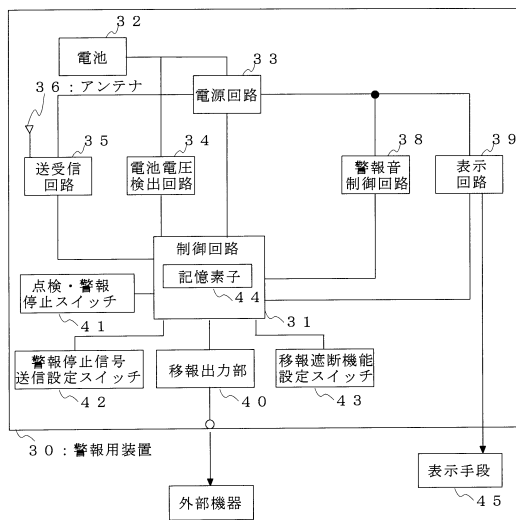 ３２
電池
３３
３６：アンテナ
電源回路
３５
３４
３８
３９
送受信
回路
電池電圧
検出回路
警報音
制御回路
表示
回路
制御回路
記憶素子
４４
点検・警報
停止スイッチ
４１
３１
警報停止信号
送信設定スイッチ
４２
移報出力部
４０
移報遮断機能
設定スイッチ
４３
３０：警報用装置
表示手段
４５
外部機器